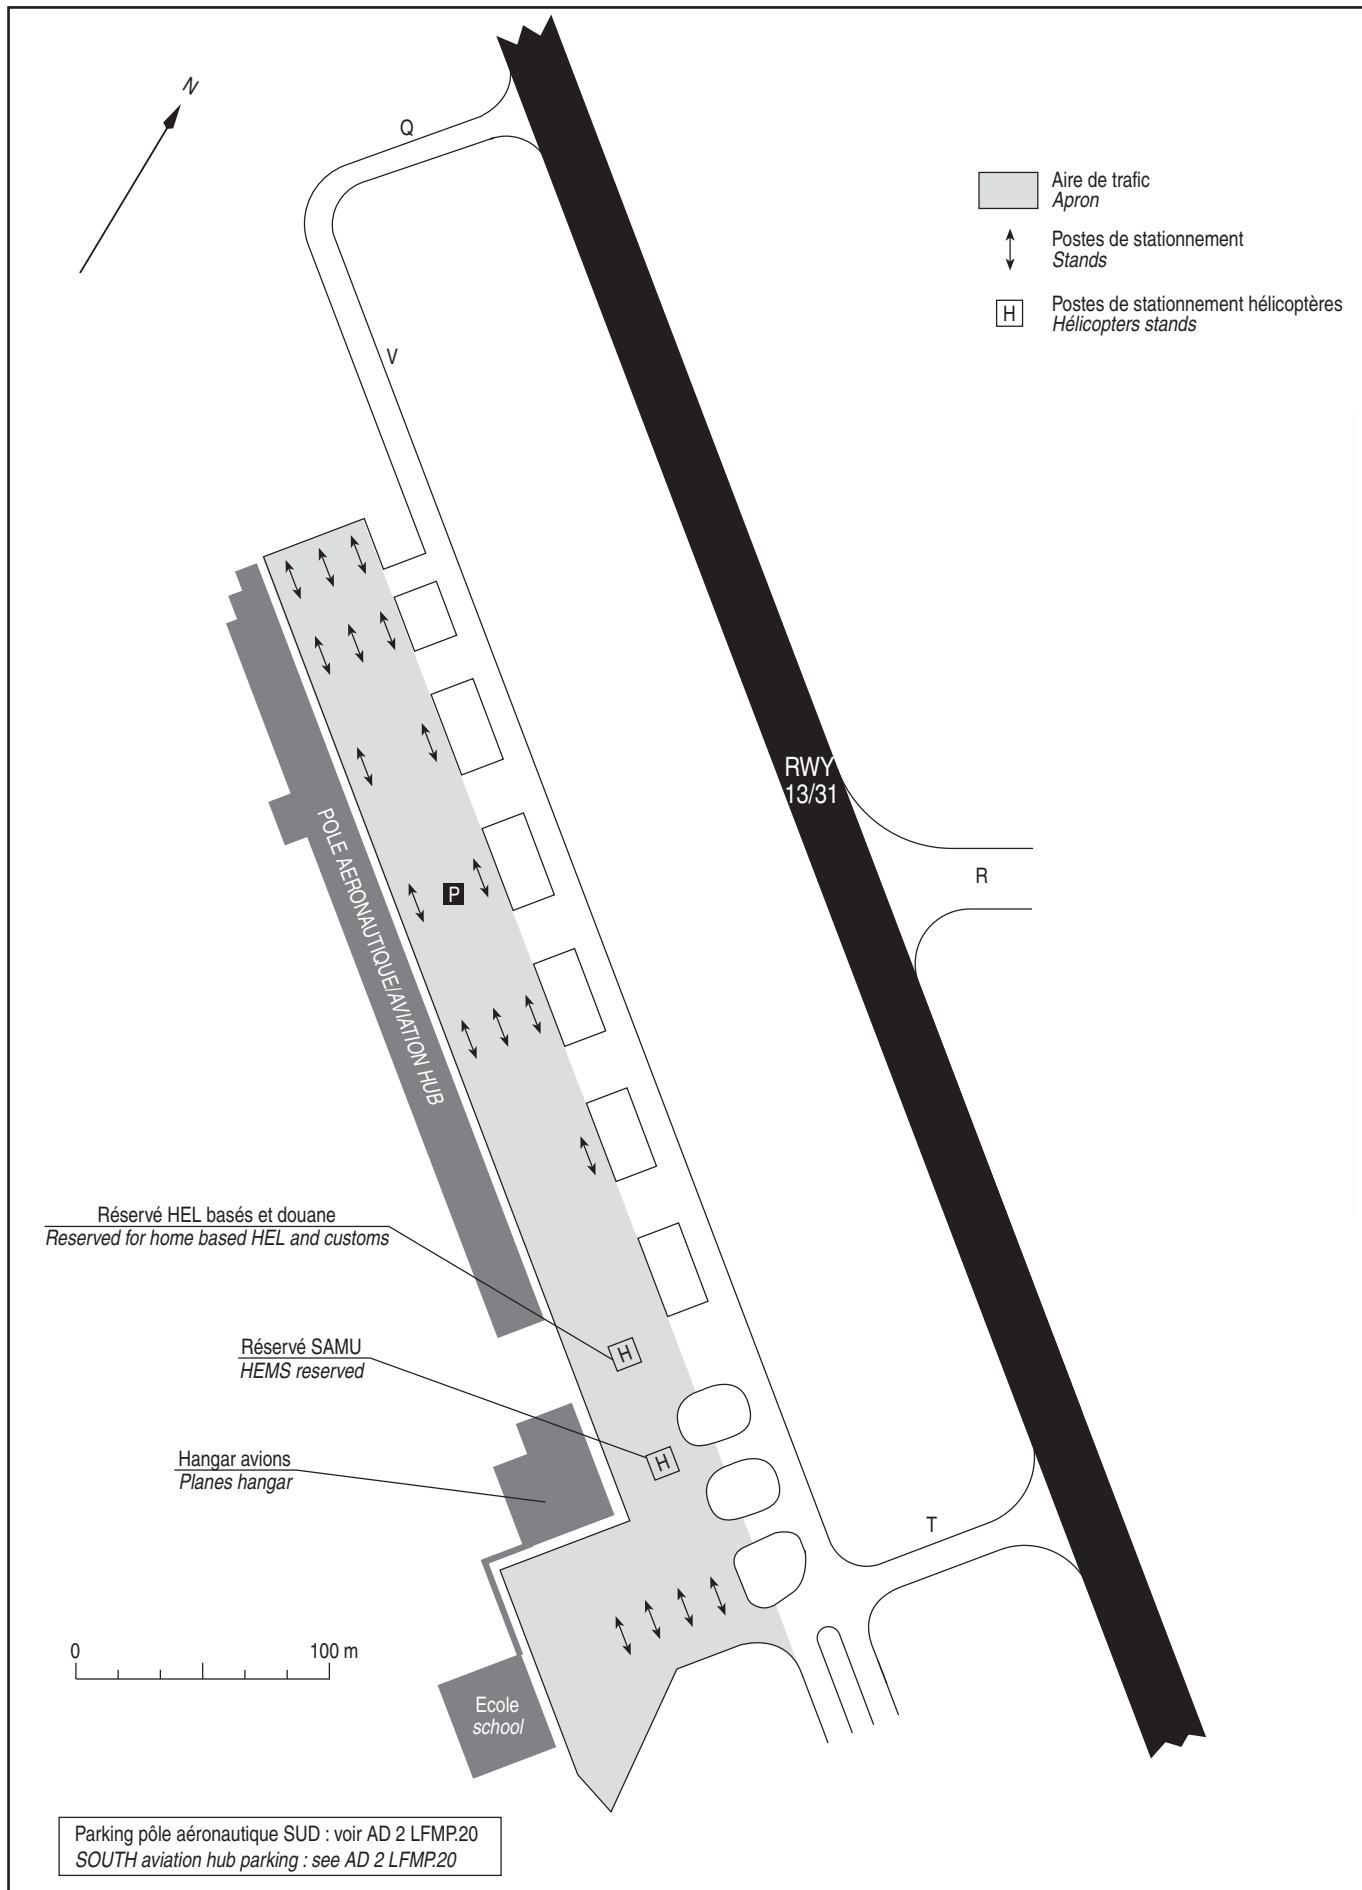 N
Q
Aire de trafic
Apron
Postes de stationnement
Stands
H
Postes de stationnement hélicoptères
Hélicopters stands
V
RWY
13/31
R
P
POLE AERONAUTIQUE/AVIATION HUB
Réservé HEL basés et douane
Reserved for home based HEL and customs
H
Réservé SAMU
HEMS reserved
H
Hangar avions
Planes hangar
T
0 100 m
Ecole
school
Parking pôle aéronautique SUD : voir AD 2 LFMP.20
SOUTH aviation hub parking : see AD 2 LFMP.20